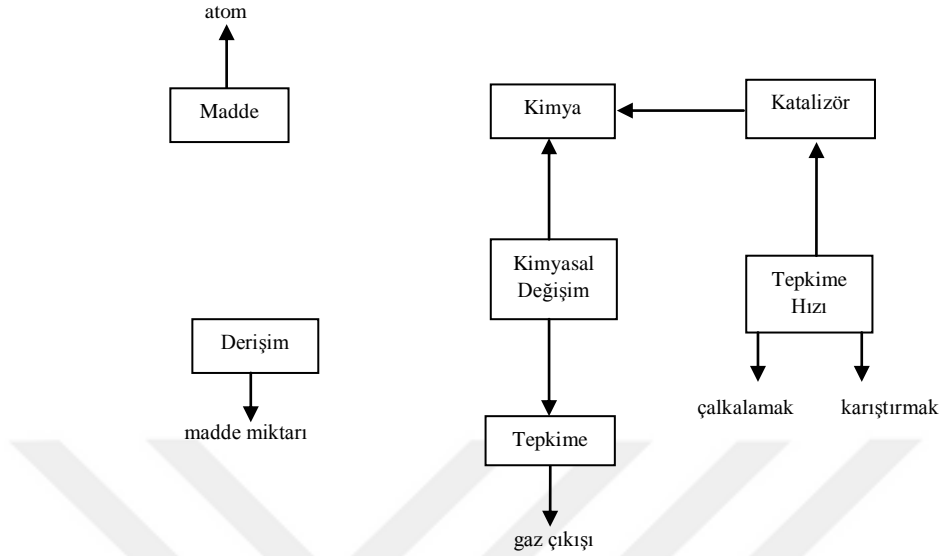 atom
Madde
Kimya
Katalizör
Kimyasal
Değişim
Tepkime
Hızı
Derişim
çalkalamak
karıştırmak
madde miktarı
Tepkime
gaz çıkışı